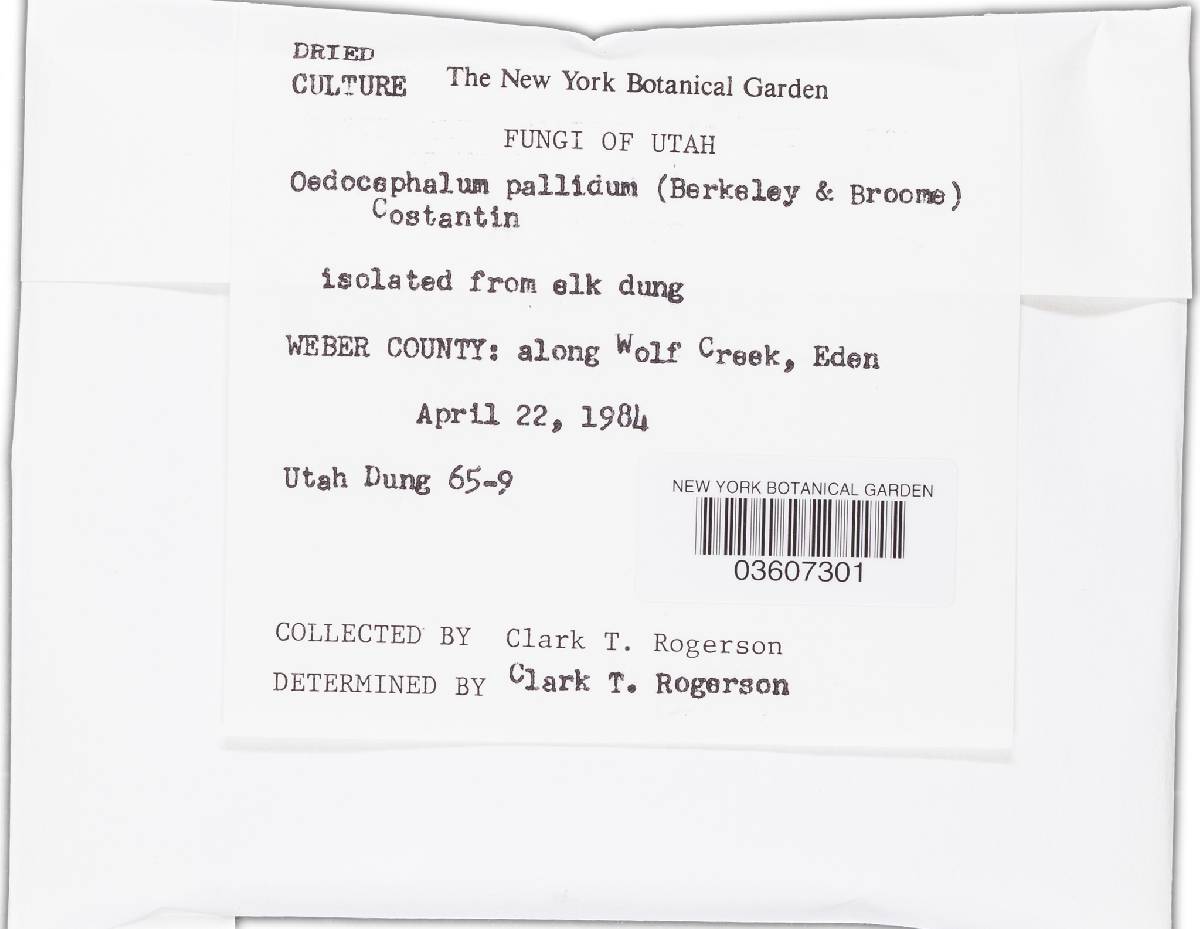 DRIED
CULTURE The New York Botanical Garden
FUNGI OF UTAH
Oedocephalum pallidum (Berkeley & Broome)
Costantin
isolated from elk dung
WEBER COUNTY: along Wolf Creek, Eden
April 22, 1984
Utah Dung 65-9
NEW YORK BOTANICAL GARDEN
03607301
COLLECTED BY Clark T. Rogerson
DETERMINED BY Clark T. Rogerson